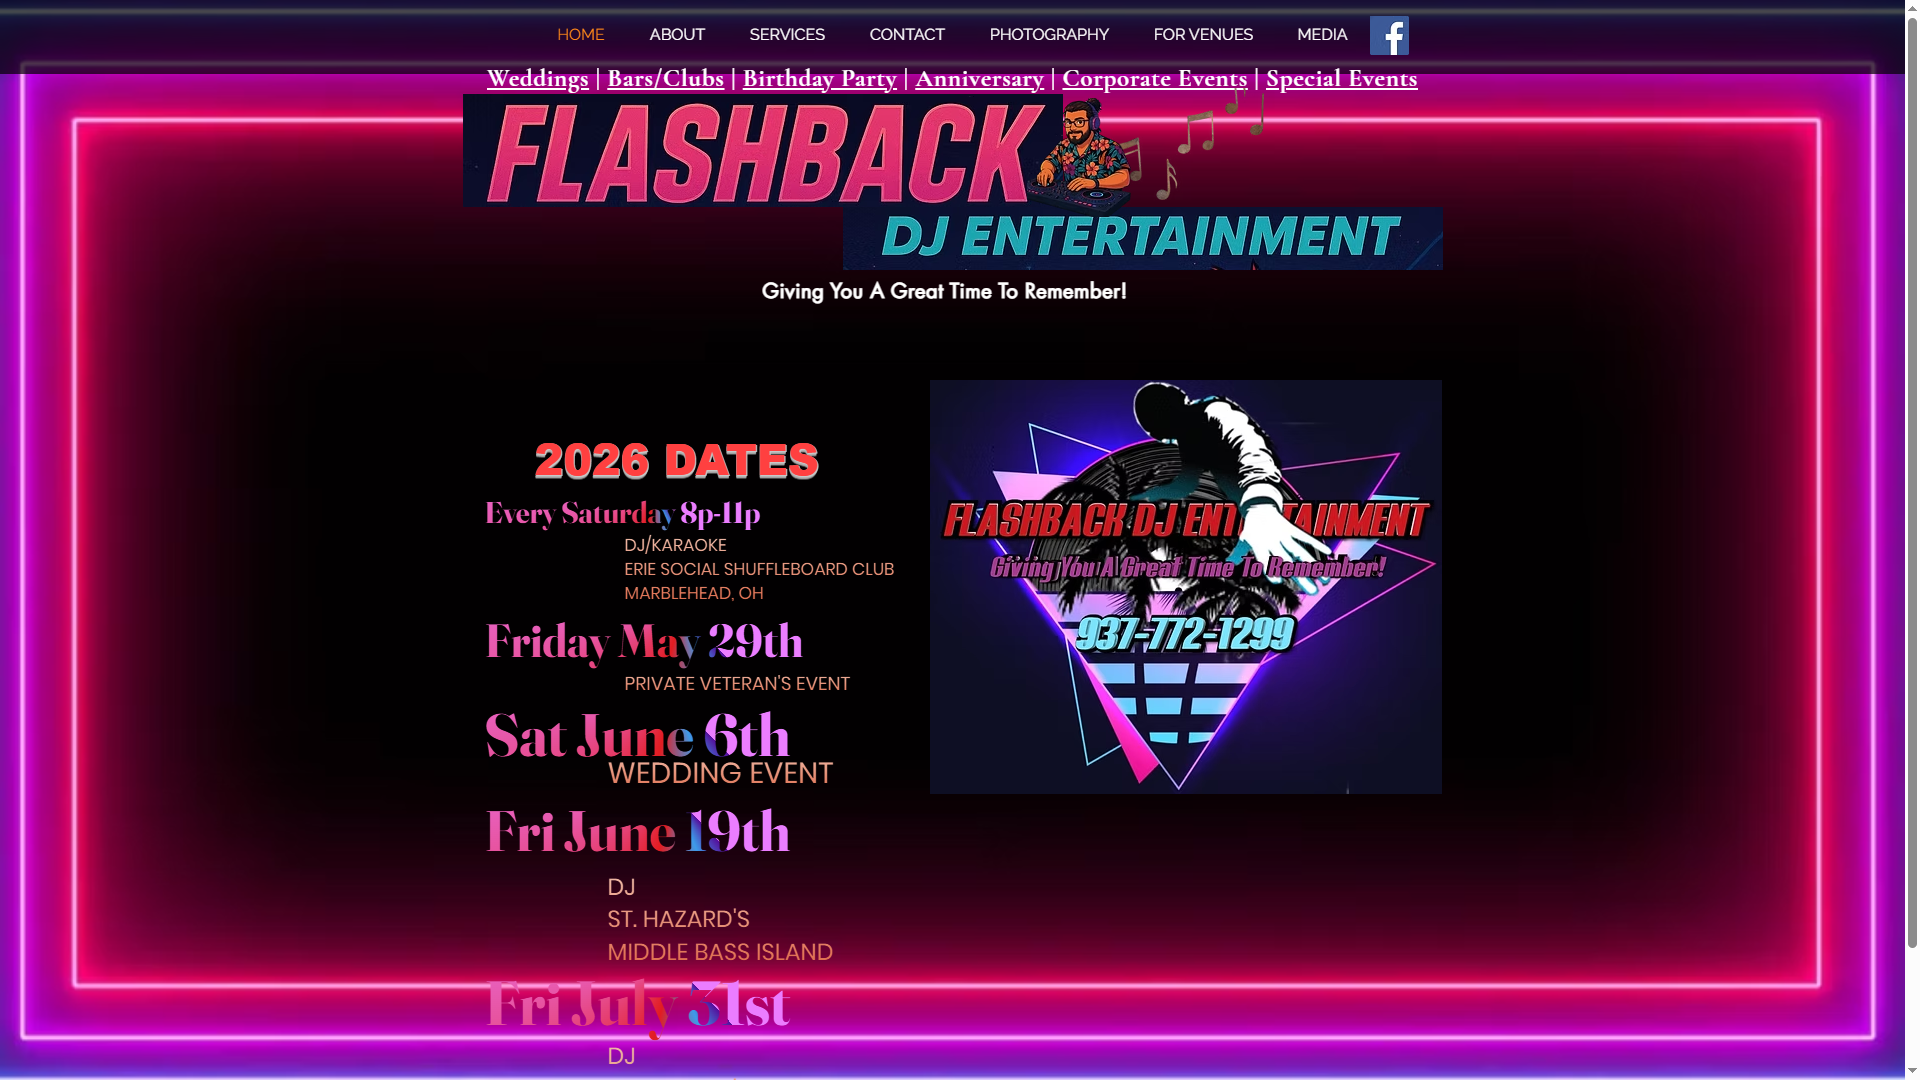 HOME ABOUT SERVICES CONTACT PHOTOGRAPHY FOR VENUES MEDIA
Weddings | Bars/Clubs | Birthday Party | Anniversary | Corporate Events | Special Events
FLASHBACK
DJ ENTERTAINMENT
Giving You A Great Time To Remember!
2026 DATES
Every Saturday 8p-11p
DJ/KARAOKE
ERIE SOCIAL SHUFFLEBOARD CLUB
MARBLEHEAD, OH
Friday May 29th
PRIVATE VETERAN'S EVENT
Sat June 6th
WEDDING EVENT
Fri June 19th
DJ
ST. HAZARD'S
MIDDLE BASS ISLAND
Fri July 31st
DJ
FLASHBACK DJ ENTERTAINMENT
Giving You A Great Time To Remember!
937-772-1299